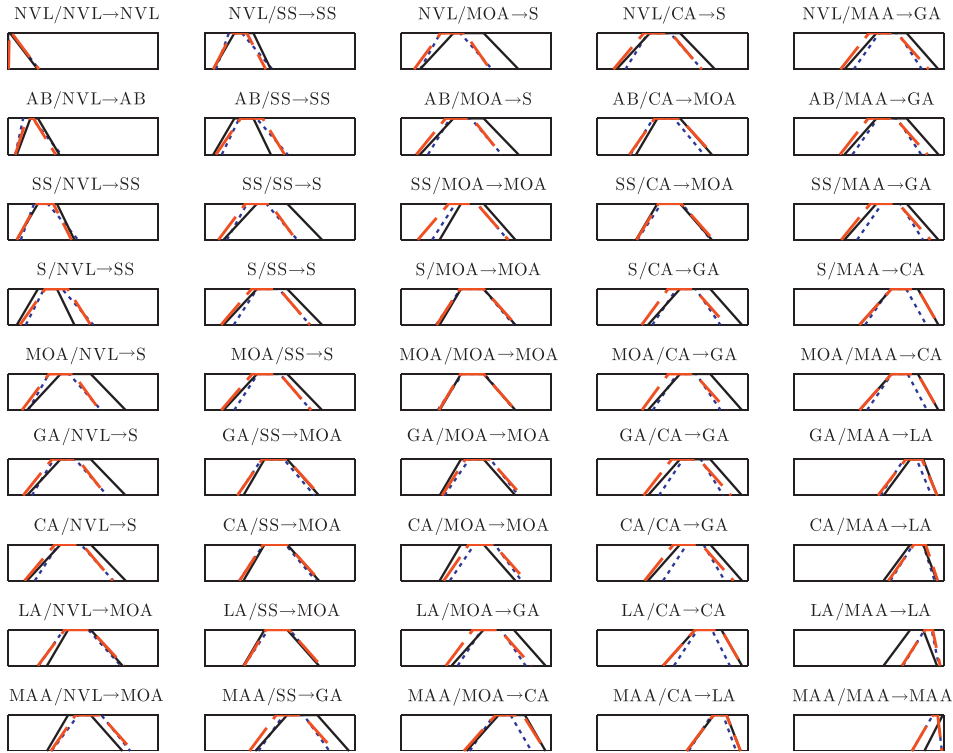 NVL/NVL→NVL NVL/SS→SS NVL/MOA→S NVL/CA→S NVL/MAA→GA
AB/NVL→AB AB/SS→SS AB/MOA→S AB/CA→MOA AB/MAA→GA
SS/NVL→SS SS/SS→S SS/MOA→MOA SS/CA→MOA SS/MAA→GA
S/NVL→SS S/SS→S S/MOA→MOA S/CA→GA S/MAA→CA
MOA/NVL→S MOA/SS→S MOA/MOA→MOA MOA/CA→GA MOA/MAA→CA
GA/NVL→S GA/SS→MOA GA/MOA→MOA GA/CA→GA GA/MAA→LA
CA/NVL→S CA/SS→MOA CA/MOA→MOA CA/CA→GA CA/MAA→LA
LA/NVL→MOA LA/SS→MOA LA/MOA→GA LA/CA→CA LA/MAA→LA
MAA/NVL→MOA MAA/SS→GA MAA/MOA→CA MAA/CA→LA MAA/MAA→MAA